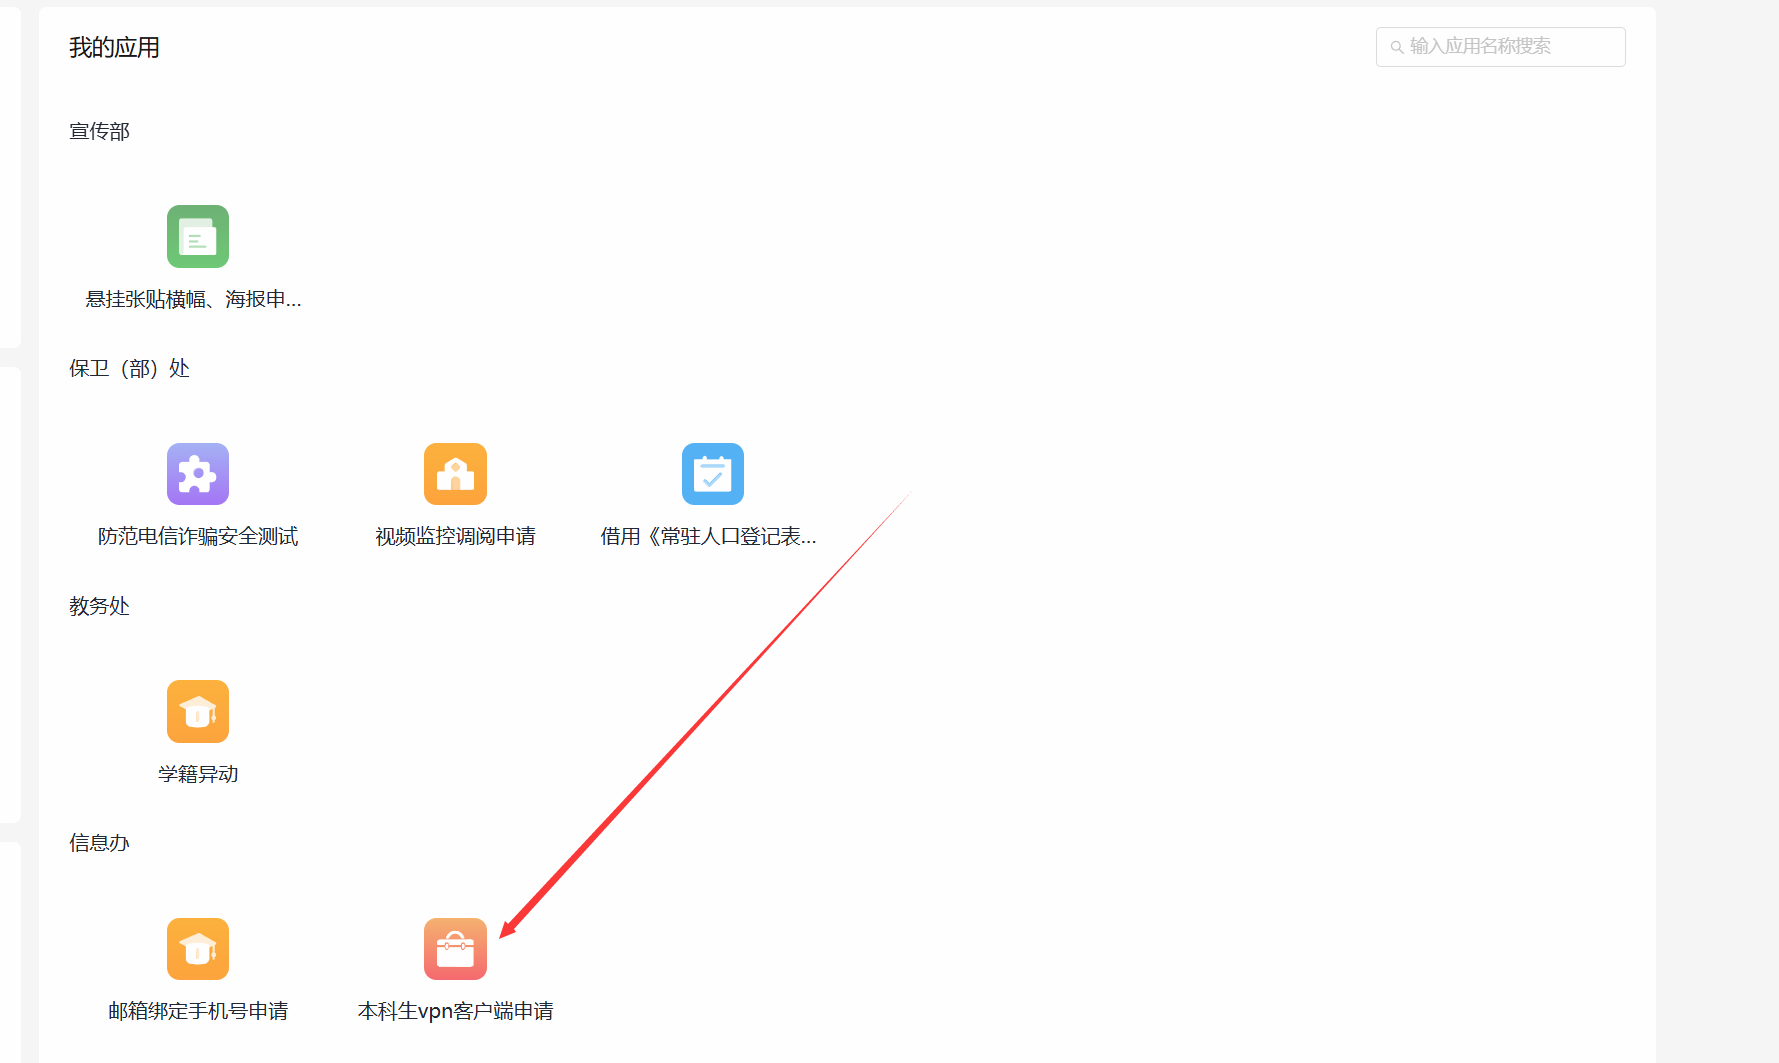 我的应用
输入应用名称搜索
宣传部
悬挂张贴横幅、海报申...
保卫（部）处
防范电信诈骗安全测试
视频监控调阅申请
借用《常驻人口登记表...
教务处
学籍异动
信息办
邮箱绑定手机号申请
本科生vpn客户端申请